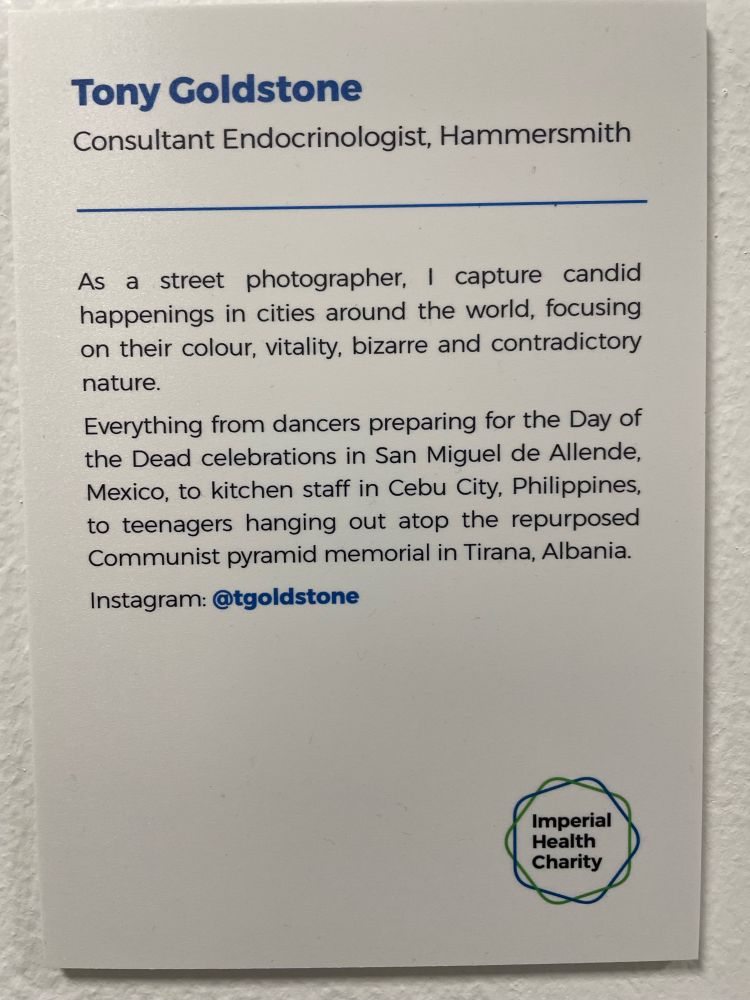 Tony Goldstone
Consultant Endocrinologist, Hammersmith
As a street photographer, I capture candid
happenings in cities around the world, focusing
on their colour, vitality, bizarre and contradictory
nature.
Everything from dancers preparing for the Day of
the Dead celebrations in San Miguel de Allende,
Mexico, to kitchen staff in Cebu City, Philippines,
to teenagers hanging out atop the repurposed
Communist pyramid memorial in Tirana, Albania.
Instagram: @tgoldstone
Imperial
Health
Charity